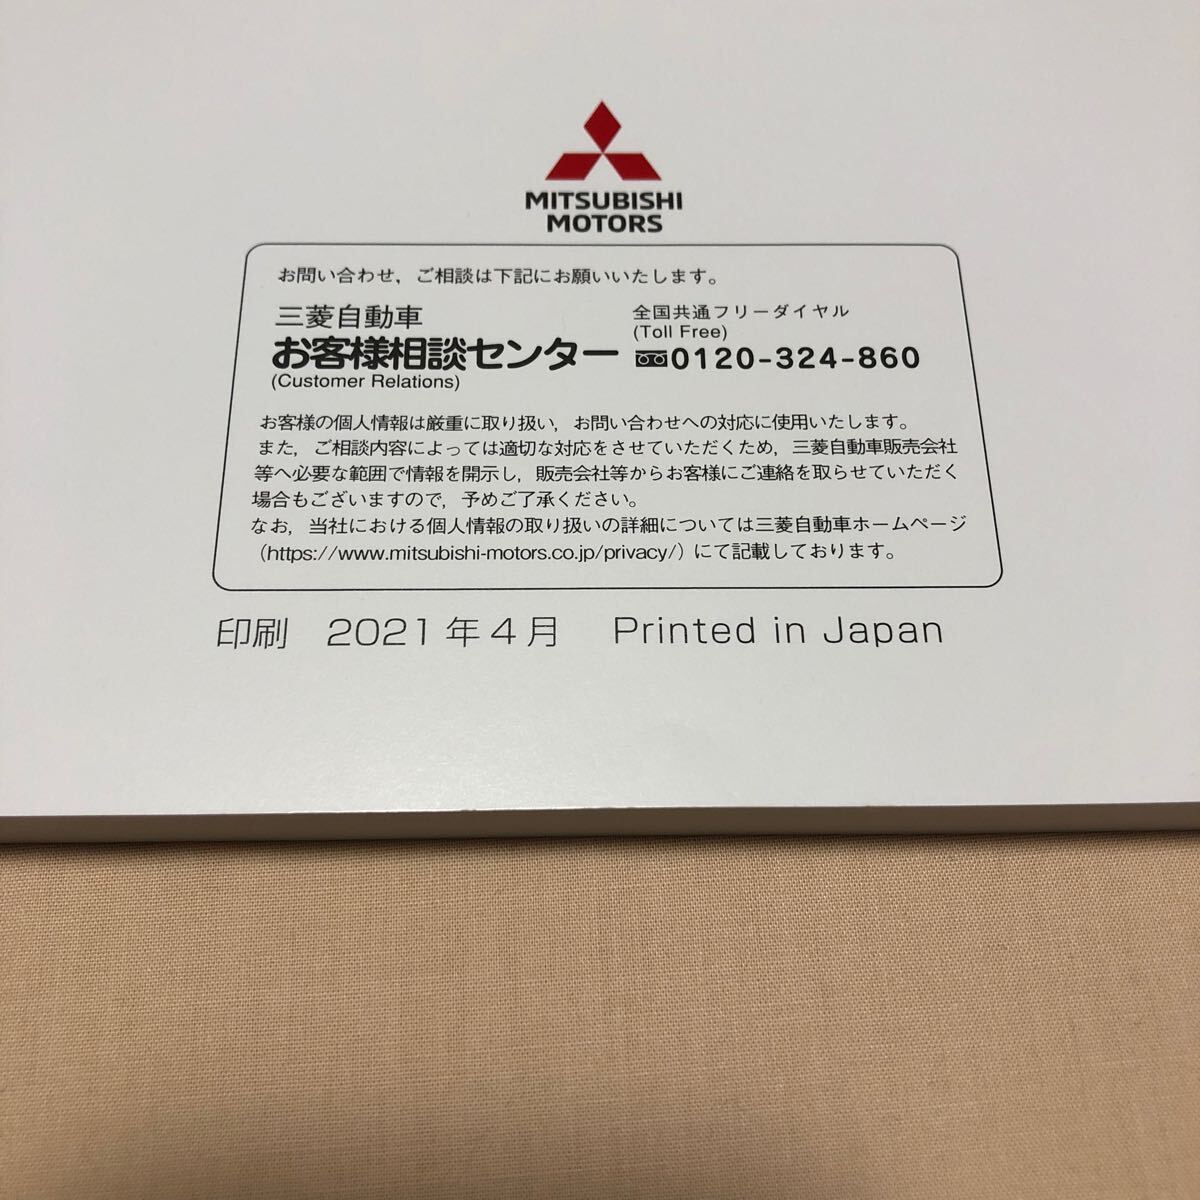 MITSUBISHI
MOTORS
お問い合わせ，ご相談は下記にお願いいたします。
三菱自動車
お客様相談センター
(Customer Relations)
全国共通フリーダイヤル
(Toll Free)
0120-324-860
お客様の個人情報は厳重に取り扱い，お問い合わせへの対応に使用いたします。
また，ご相談内容によっては適切な対応をさせていただくため，三菱自動車販売会社
等へ必要な範囲で情報を開示し，販売会社等からお客様にご連絡を取らせていただく
場合もございますので，予めご了承ください。
なお，当社における個人情報の取り扱いの詳細については三菱自動車ホームページ
（https://www.mitsubishi-motors.co.jp/privacy/）にて記載しております。
印刷　2021年4月　Printed in Japan